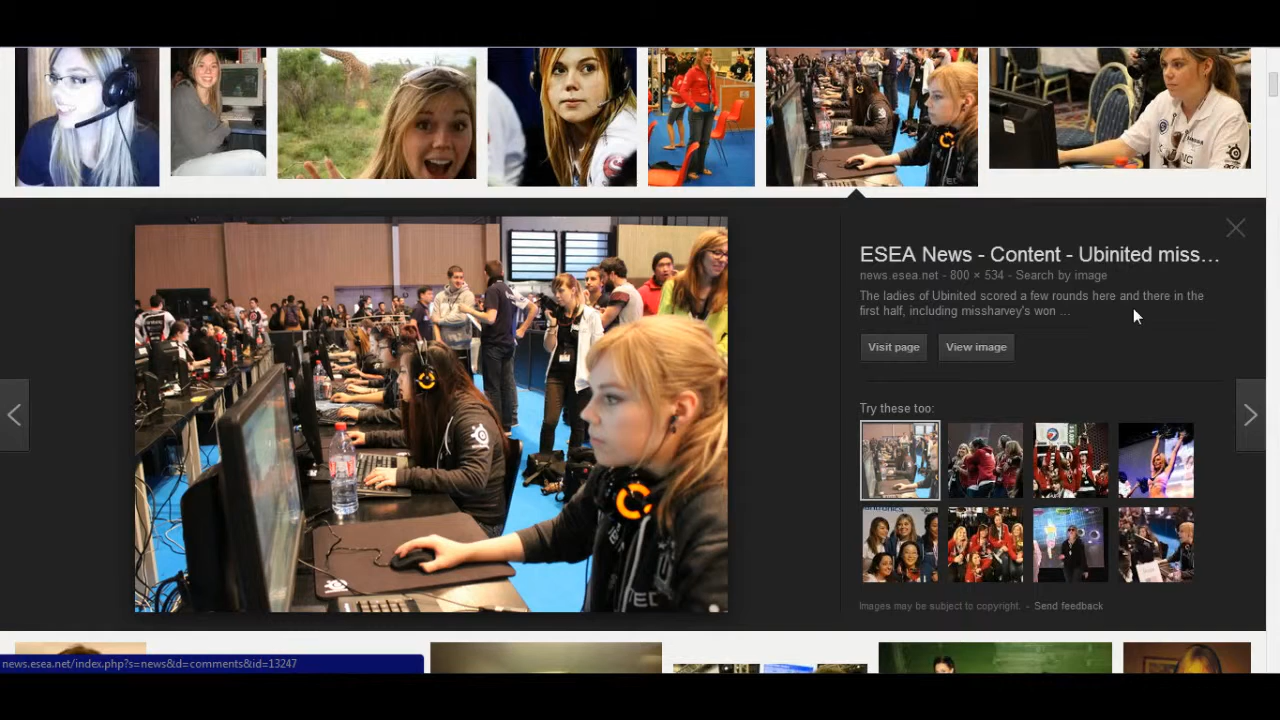 ESEA News - Content - Ubinited miss...
news.esea.net - 800 × 534 - Search by image
The ladies of Ubinited scored a few rounds here and there in the
first half, including missharvey's won ...
Visit page
View image
Try these too:
Images may be subject to copyright. - Send feedback
news.esea.net/index.php?s=news&d=comments&id=13247